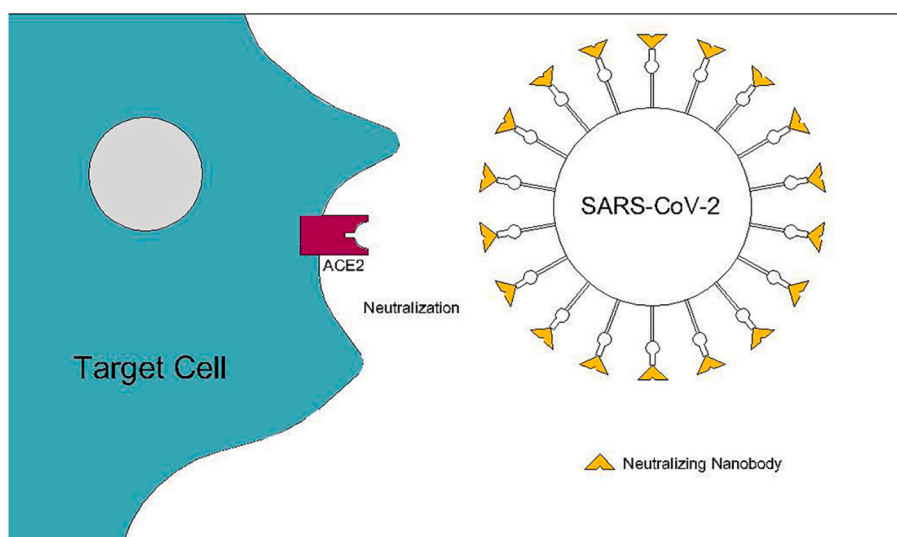 SARS-CoV-2
ACE2
Neutralization
Target Cell
Neutralizing Nanobody